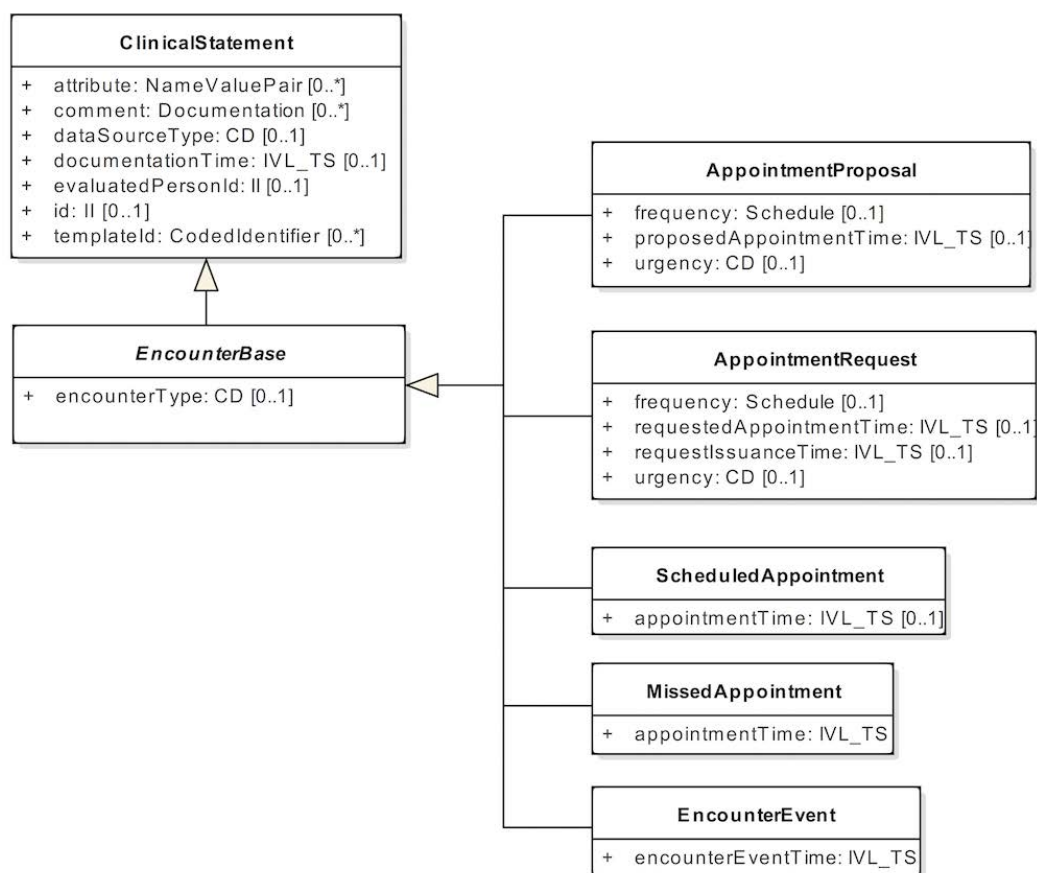 ClinicalStatement
+ attribute: NameValuePair [0..*]
+ comment: Documentation [0..*]
+ dataSourceType: CD [0..1]
+ documentationTime: IVL_TS [0..1]
+ evaluatedPersonId: II [0..1]
+ id: II [0..1]
+ templateId: CodedIdentifier [0..*]
EncounterBase
+ encounterType: CD [0..1]
AppointmentProposal
+ frequency: Schedule [0..1]
+ proposedAppointmentTime: IVL_TS [0..1]
+ urgency: CD [0..1]
AppointmentRequest
+ frequency: Schedule [0..1]
+ requestedAppointmentTime: IVL_TS [0..1]
+ requestIssuanceTime: IVL_TS [0..1]
+ urgency: CD [0..1]
ScheduledAppointment
+ appointmentTime: IVL_TS [0..1]
MissedAppointment
+ appointmentTime: IVL_TS
EncounterEvent
+ encounterEventTime: IVL_TS